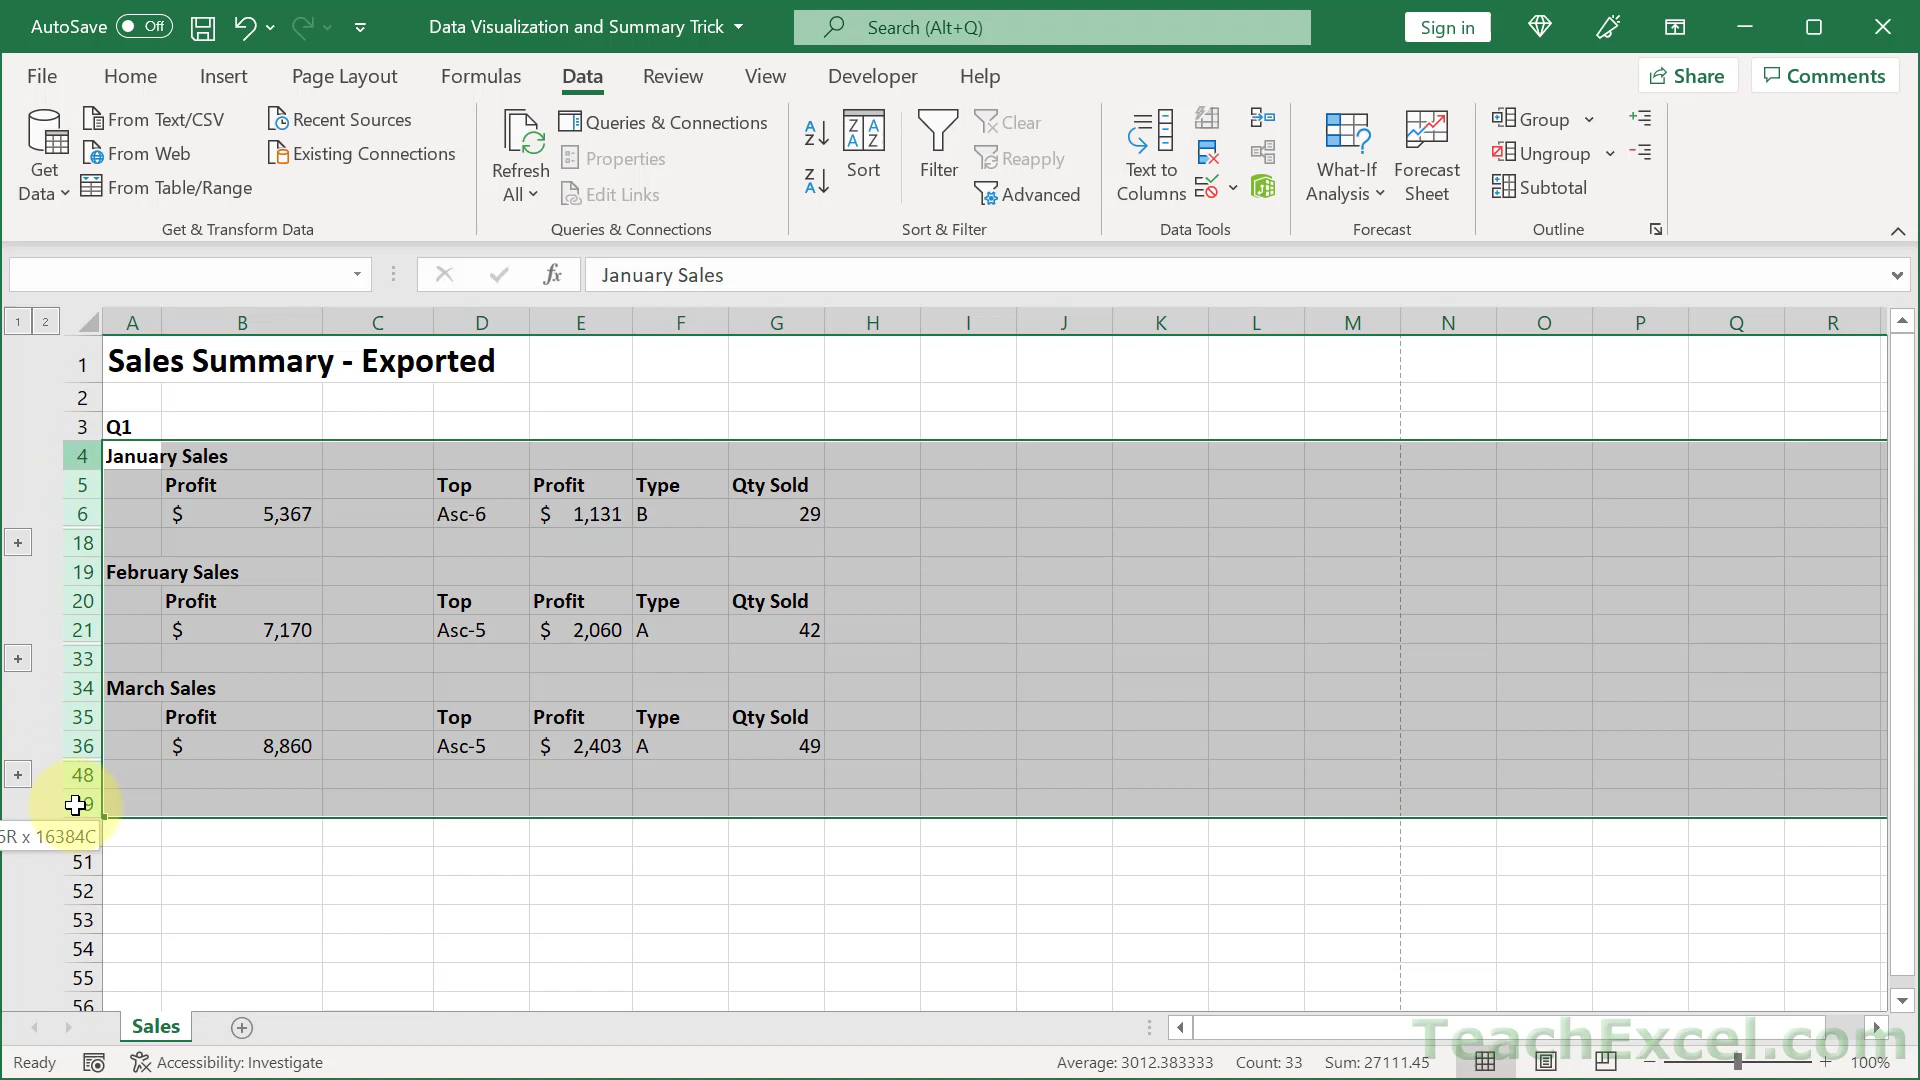 AutoSave Off Data Visualization and Summary Trick Search (Alt+Q) Sign in
File Home Insert Page Layout Formulas Data Review View Developer Help Share Comments
Get Data
From Text/CSV
From Web
From Table/Range
Recent Sources
Existing Connections
Get & Transform Data
Refresh All
Queries & Connections
Properties
Edit Links
Queries & Connections
A Z
Z A
Z A A Z
Sort
Filter
Clear
Reapply
Advanced
Sort & Filter
Text to Columns
Data Tools
What-If Analysis
Forecast Sheet
Forecast
Group
Ungroup
Subtotal
Outline
fx January Sales
1 2 A B C D E F G H I J K L M N O P Q R
1 Sales Summary - Exported
2
3 Q1
4 January Sales
5 Profit Top Profit Type Qty Sold
6 $ 5,367 Asc-6 $ 1,131 B 29
+ 18
19 February Sales
20 Profit Top Profit Type Qty Sold
21 $ 7,170 Asc-5 $ 2,060 A 42
+ 33
34 March Sales
35 Profit Top Profit Type Qty Sold
36 $ 8,860 Asc-5 $ 2,403 A 49
+ 48
9
6R x 16384C
51
52
53
54
55
56
Sales
TeachExcel.com
Ready Accessibility: Investigate Average: 3012.383333 Count: 33 Sum: 27111.45 100%